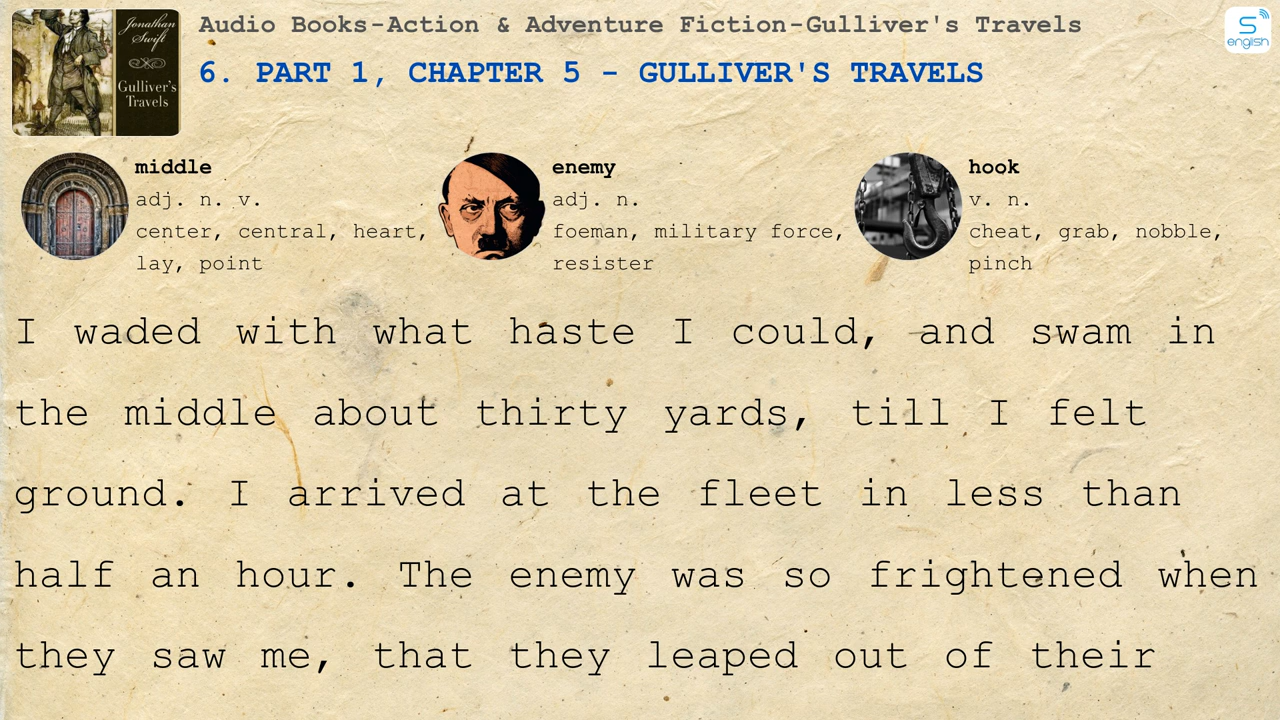 Jonathan
Swift
Gulliver's
Travels
Audio Books-Action & Adventure Fiction-Gulliver's Travels
6. PART 1, CHAPTER 5 - GULLIVER'S TRAVELS
S
english
middle
adj. n. v.
center, central, heart,
lay, point
enemy
adj. n.
foeman, military force,
resister
hook
v. n.
cheat, grab, nobble,
pinch
I waded with what haste I could, and swam in
the middle about thirty yards, till I felt
ground. I arrived at the fleet in less than
half an hour. The enemy was so frightened when
they saw me, that they leaped out of their